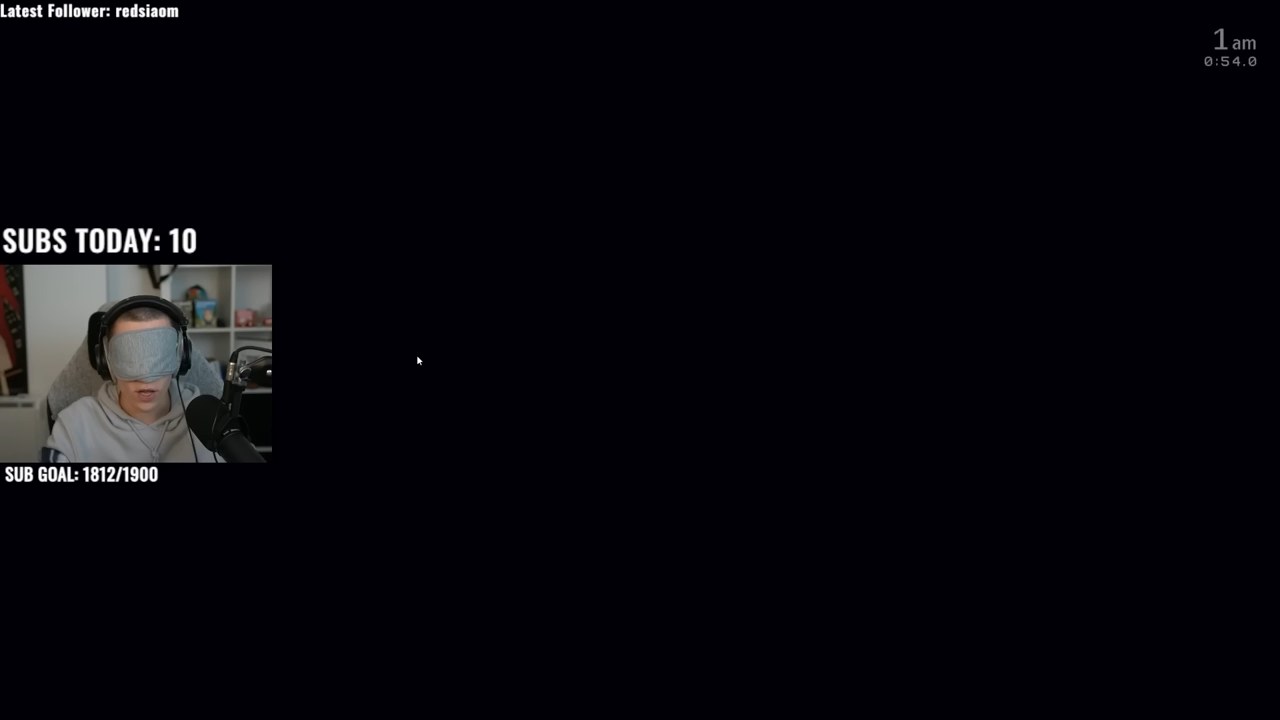 Latest Follower: redsiaom
1 am
0:54.0
SUBS TODAY: 10
SUB GOAL: 1812/1900